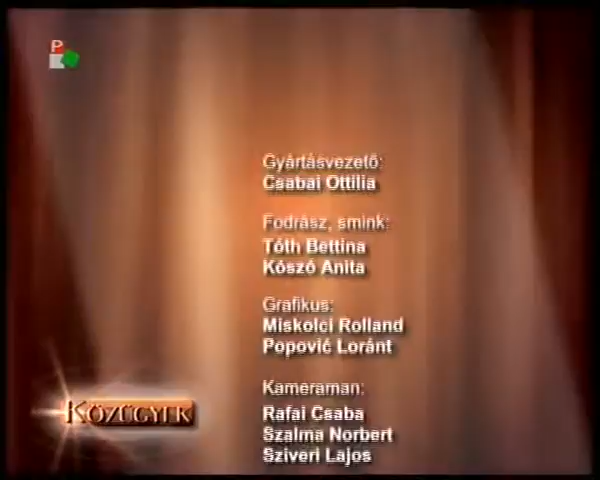 P
Gyártásvezető:
Csabai Ottilia
Fodrász, smink:
Tóth Bettina
Kószó Anita
Grafikus:
Miskolci Rolland
Popović Loránt
Kameraman:
Rafai Csaba
Szalma Norbert
Sziveri Lajos
KÖZÜGYEK